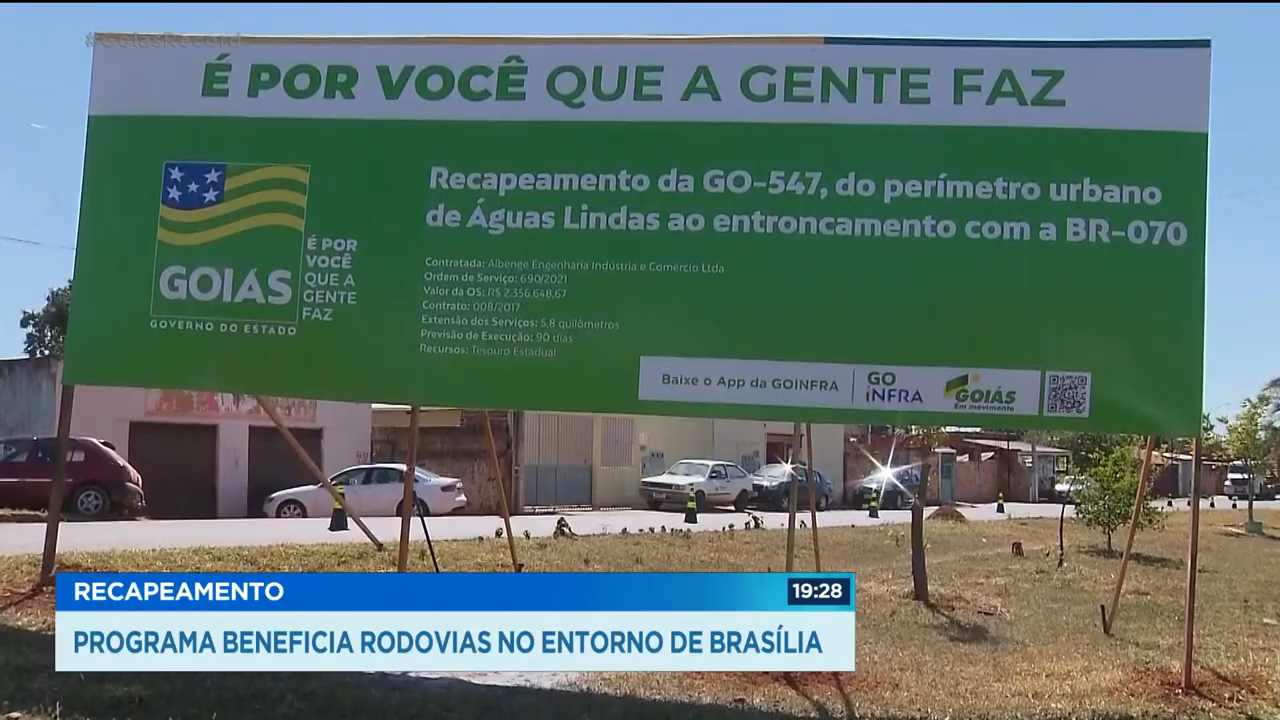 #GoiásRecord
É POR VOCÊ QUE A GENTE FAZ
Recapeamento da GO-547, do perímetro urbano
de Águas Lindas ao entroncamento com a BR-070
GOIÁS
GOVERNO DO ESTADO
É POR
VOCÊ
QUE A
GENTE
FAZ
Contratada: Albenge Engenharia Indústria e Comércio Ltda
Ordem de Serviço: 690/2021
Valor da OS: R$ 2.356.648,67
Contrato: 008/2017
Extensão dos Serviços: 5,8 quilômetros
Previsão de Execução: 90 dias
Recursos: Tesouro Estadual
Baixe o App da GOINFRA
GO
INFRA
GOIÁS
Em movimento
RECAPEAMENTO
19:28
PROGRAMA BENEFICIA RODOVIAS NO ENTORNO DE BRASÍLIA